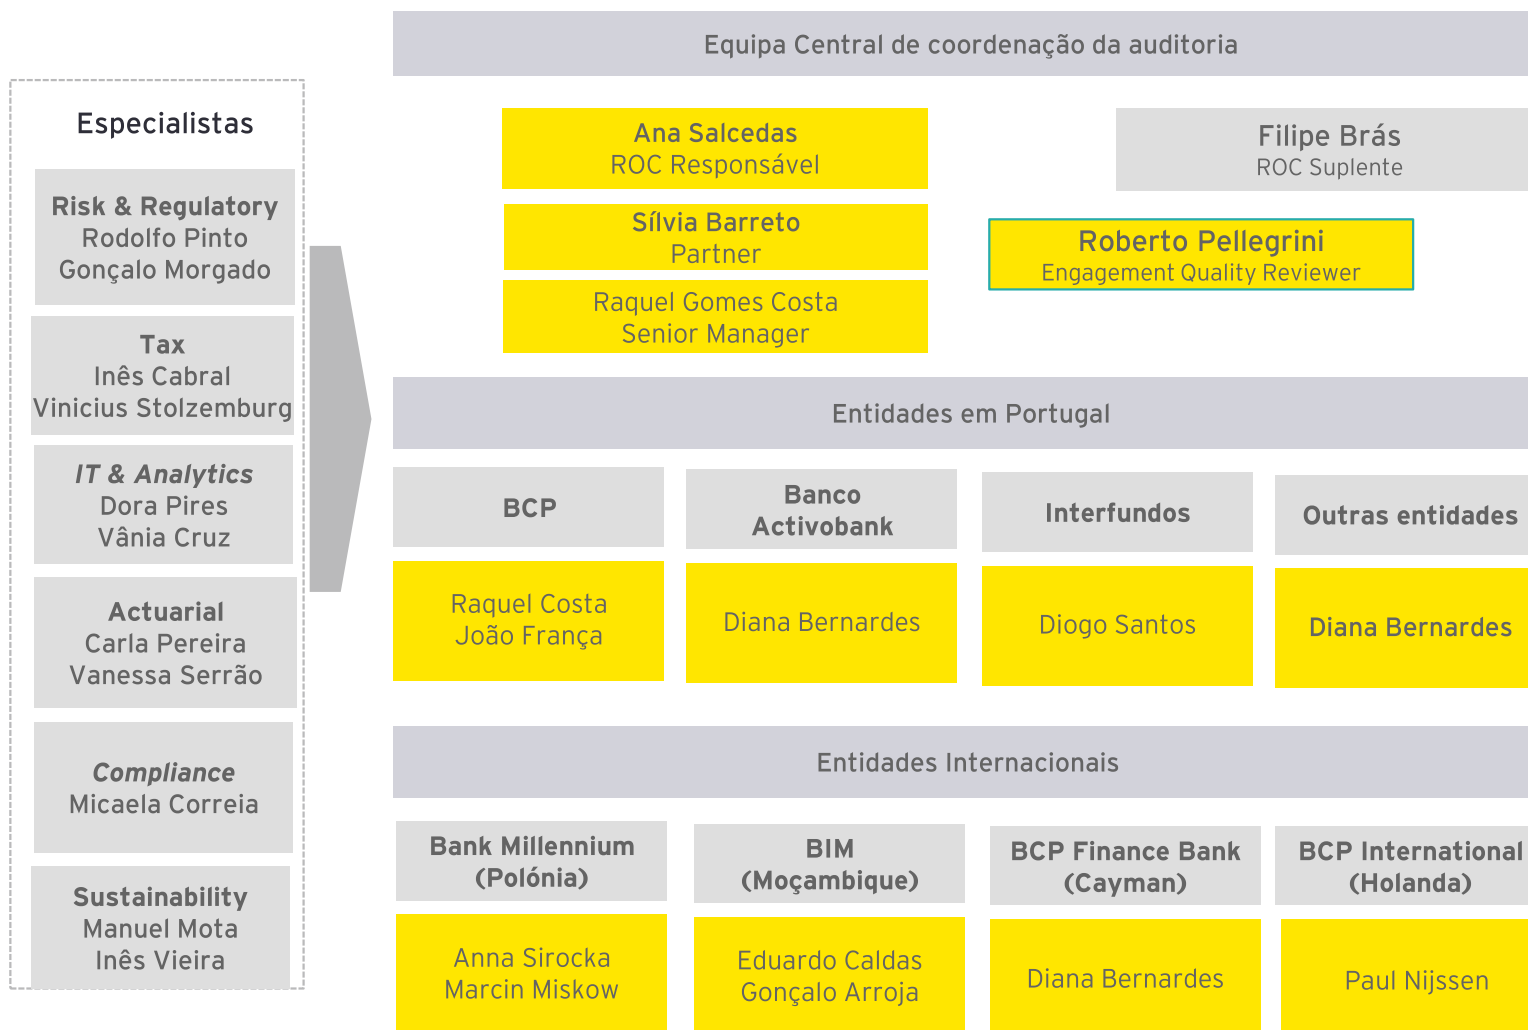 Equipa Central de coordenação da auditoria
Especialistas
Risk & Regulatory
Rodolfo Pinto
Gonçalo Morgado
Tax
Inês Cabral
Vinicius Stolzemburg
IT & Analytics
Dora Pires
Vânia Cruz
Actuarial
Carla Pereira
Vanessa Serrão
Compliance
Micaela Correia
Sustainability
Manuel Mota
Inês Vieira
Ana Salcedas
ROC Responsável
Filipe Brás
ROC Suplente
Sílvia Barreto
Partner
Roberto Pellegrini
Engagement Quality Reviewer
Raquel Gomes Costa
Senior Manager
Entidades em Portugal
BCP
Banco
Activobank
Interfundos
Outras entidades
Raquel Costa
João França
Diana Bernardes
Diogo Santos
Diana Bernardes
Entidades Internacionais
Bank Millennium
(Polónia)
BIM
(Moçambique)
BCP Finance Bank
(Cayman)
BCP International
(Holanda)
Anna Sirocka
Marcin Miskow
Eduardo Caldas
Gonçalo Arroja
Diana Bernardes
Paul Nijssen